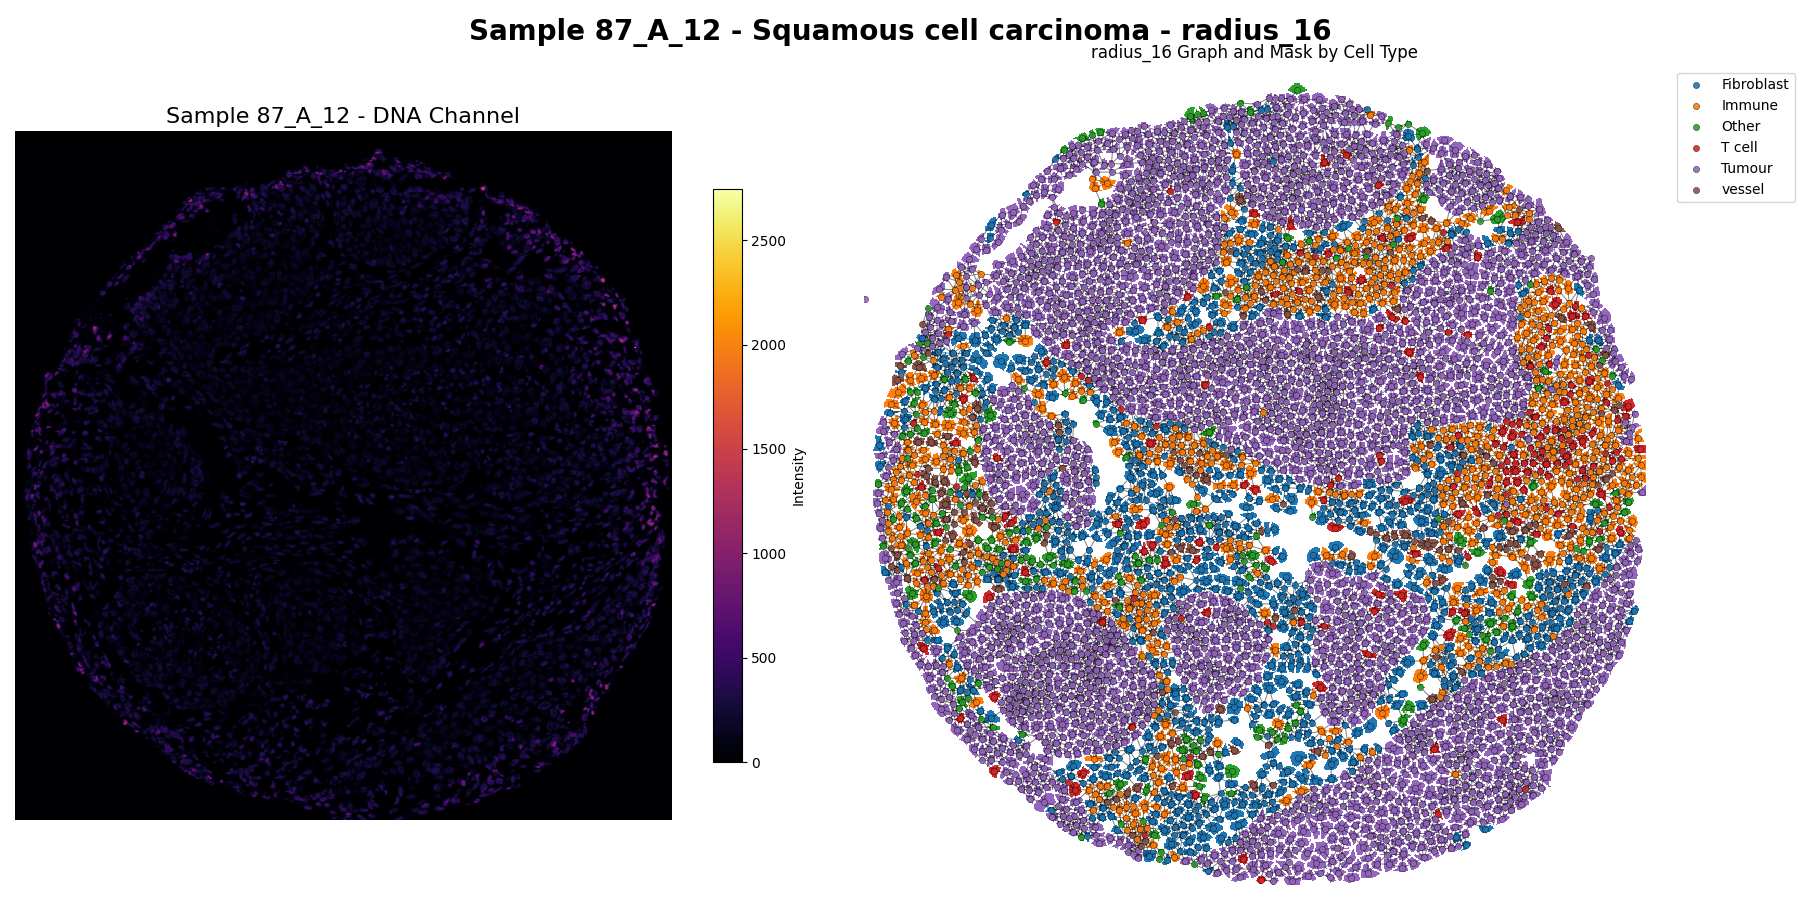 Sample 87_A_12 - Squamous cell carcinoma - radius_16
radius_16 Graph and Mask by Cell Type
Sample 87_A_12 - DNA Channel
Fibroblast
Immune
Other
T cell
Tumour
vessel
2500
2000
1500
1000
500
0
Intensity